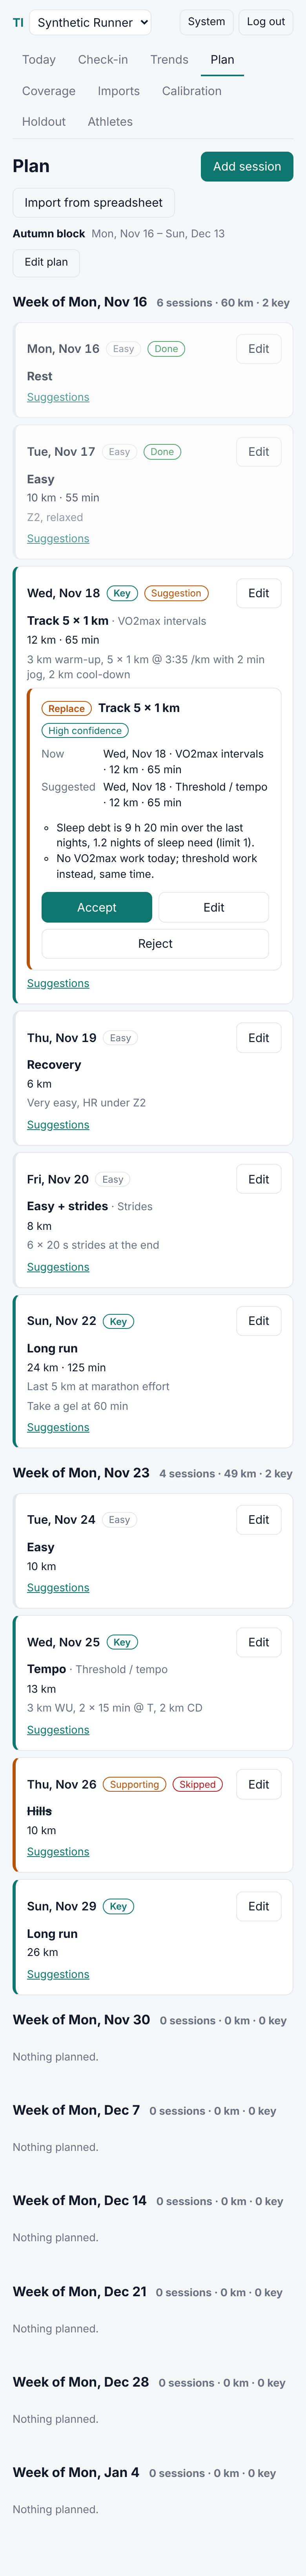 TI Synthetic Runner System Log out
Today Check-in Trends Plan
Coverage Imports Calibration
Holdout Athletes
Plan Add session
Import from spreadsheet
Autumn block Mon, Nov 16 – Sun, Dec 13
Edit plan
Week of Mon, Nov 16 6 sessions · 60 km · 2 key
Mon, Nov 16 Easy Done Edit
Rest
Suggestions
Tue, Nov 17 Easy Done Edit
Easy
10 km · 55 min
Z2, relaxed
Suggestions
Wed, Nov 18 Key Suggestion Edit
Track 5 × 1 km · VO2max intervals
12 km · 65 min
3 km warm-up, 5 × 1 km @ 3:35 /km with 2 min
jog, 2 km cool-down
Replace Track 5 × 1 km
High confidence
Now Wed, Nov 18 · VO2max intervals
· 12 km · 65 min
Suggested Wed, Nov 18 · Threshold / tempo
· 12 km · 65 min
Sleep debt is 9 h 20 min over the last
nights, 1.2 nights of sleep need (limit 1).
No VO2max work today; threshold work
instead, same time.
Accept Edit
Reject
Suggestions
Thu, Nov 19 Easy Edit
Recovery
6 km
Very easy, HR under Z2
Suggestions
Fri, Nov 20 Easy Edit
Easy + strides · Strides
8 km
6 × 20 s strides at the end
Suggestions
Sun, Nov 22 Key Edit
Long run
24 km · 125 min
Last 5 km at marathon effort
Take a gel at 60 min
Suggestions
Week of Mon, Nov 23 4 sessions · 49 km · 2 key
Tue, Nov 24 Easy Edit
Easy
10 km
Suggestions
Wed, Nov 25 Key Edit
Tempo · Threshold / tempo
13 km
3 km WU, 2 × 15 min @ T, 2 km CD
Suggestions
Thu, Nov 26 Supporting Skipped Edit
Hills
10 km
Suggestions
Sun, Nov 29 Key Edit
Long run
26 km
Suggestions
Week of Mon, Nov 30 0 sessions · 0 km · 0 key
Nothing planned.
Week of Mon, Dec 7 0 sessions · 0 km · 0 key
Nothing planned.
Week of Mon, Dec 14 0 sessions · 0 km · 0 key
Nothing planned.
Week of Mon, Dec 21 0 sessions · 0 km · 0 key
Nothing planned.
Week of Mon, Dec 28 0 sessions · 0 km · 0 key
Nothing planned.
Week of Mon, Jan 4 0 sessions · 0 km · 0 key
Nothing planned.